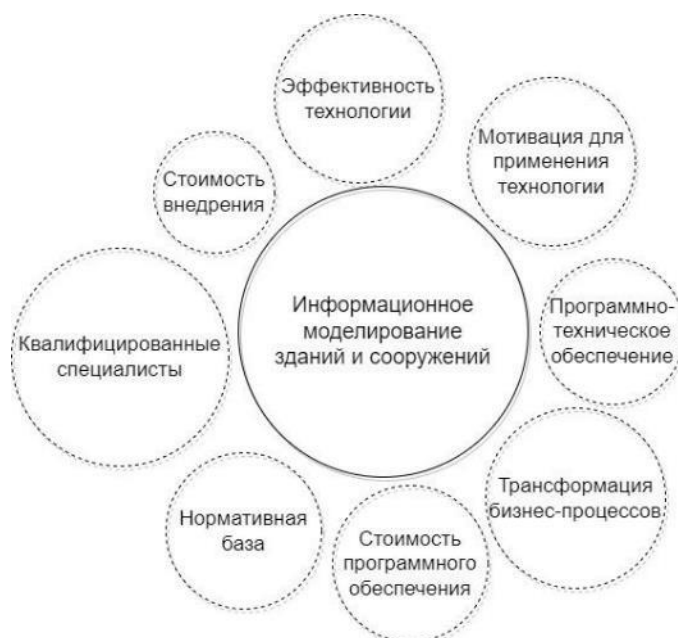 Эффективность
технологии
Мотивация для
применения
технологии
Стоимость
внедрения
Информационное
моделирование
зданий и сооружений
Программно-
техническое
обеспечение
Квалифицированные
специалисты
Трансформация
бизнес-процессов
Нормативная
база
Стоимость
программного
обеспечения